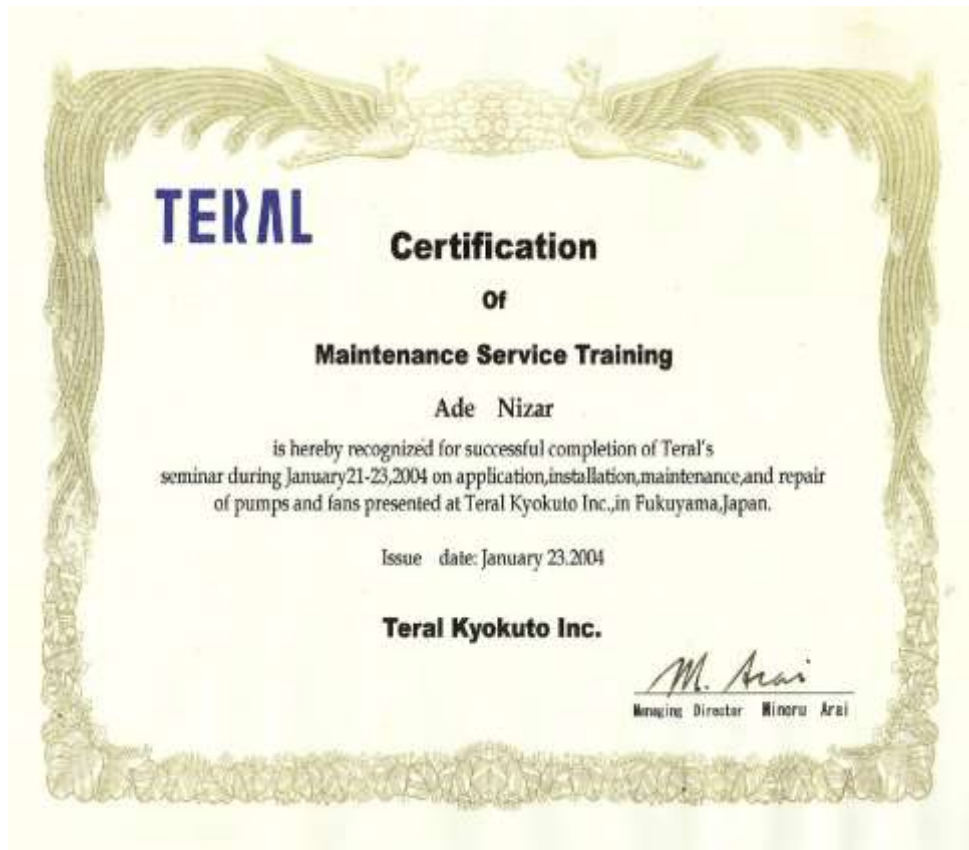 TERAL
Certification
Of
Maintenance Service Training
Ade Nizar
is hereby recognized for successful completion of Teral's
seminar during January21-23,2004 on application,installation,maintenance,and repair
of pumps and fans presented at Teral Kyokuto Inc.,in Fukuyama,Japan.
Issue date: January 23.2004
Teral Kyokuto Inc.
M. Arai
Managing Director Minoru Arai